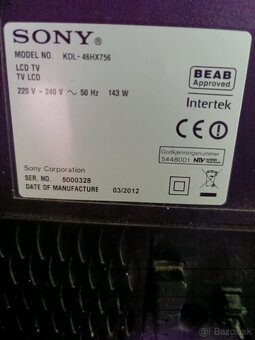 SONY®
MODEL NO. KDL-46HX756
LCD TV
TV LCD
220 V - 240 V ~ 50 Hz 143 W
BEAB
Approved
Intertek
CE
Godkjenningsnummer
5448001 NTV
Sony Corporation
SER. NO. 5000328
DATE OF MANUFACTURE 03/2012
Bazos.sk